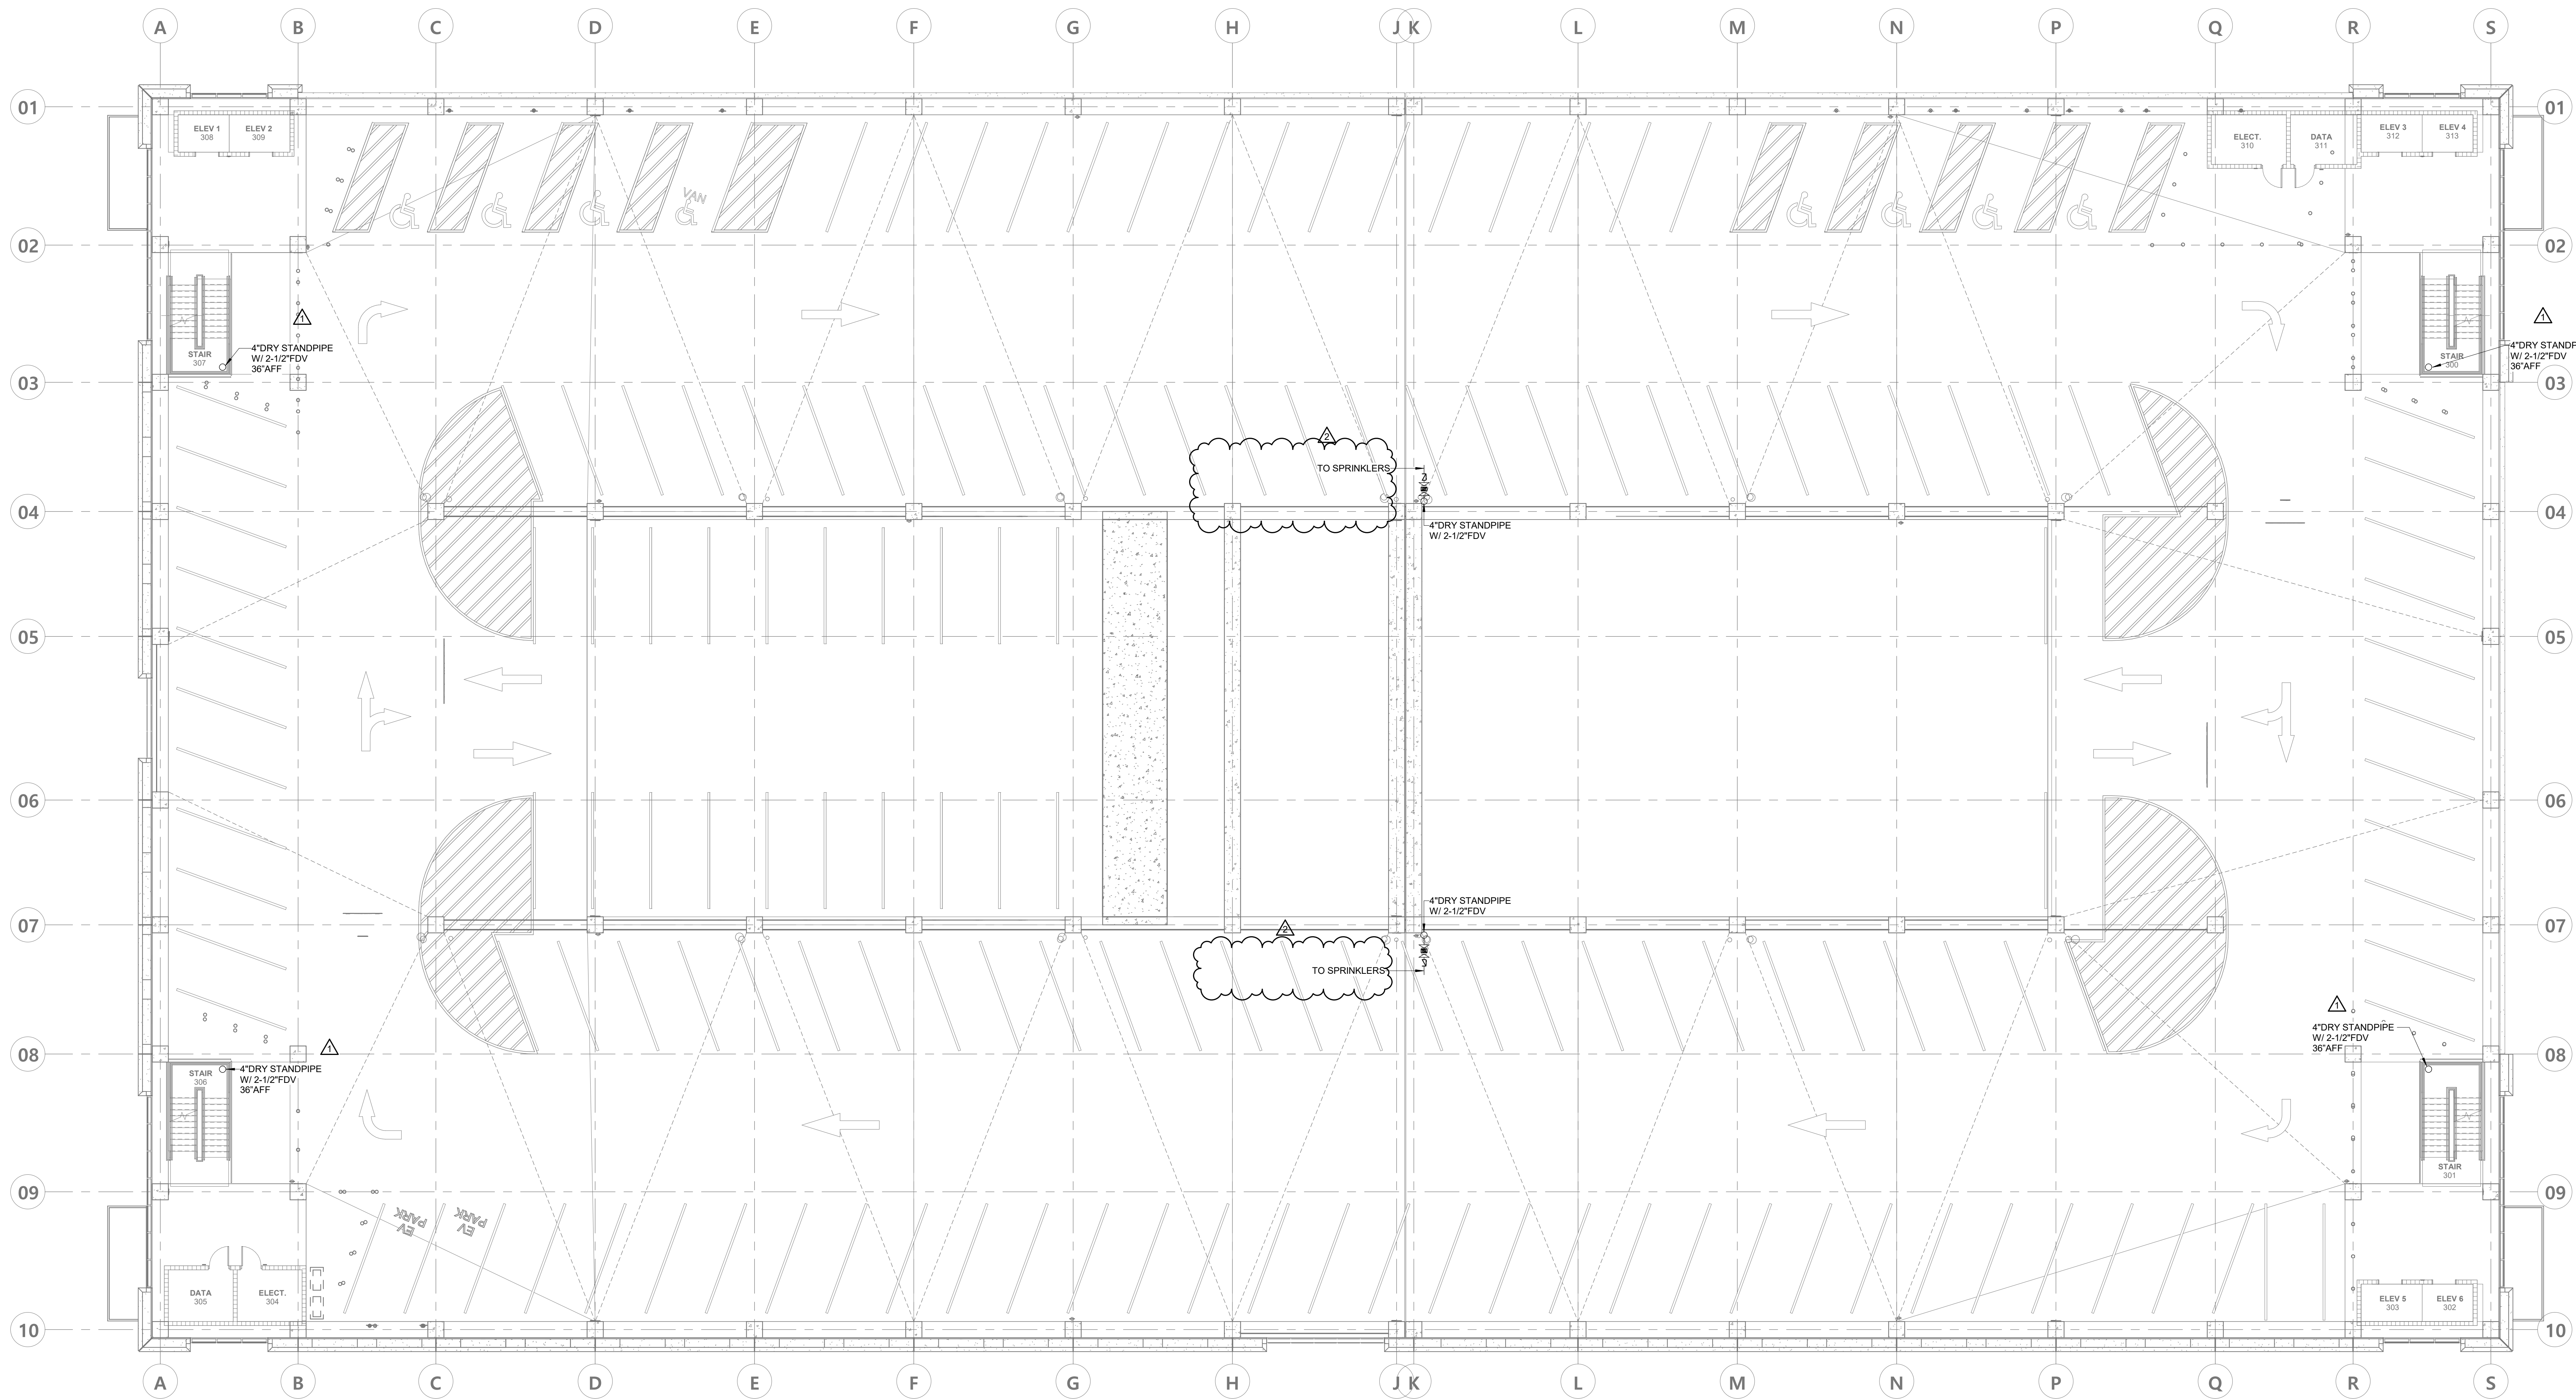 A B C D E F G H J K L M N P Q R S
01 01
ELEV 1
308
ELEV 2
309
ELECT.
310
DATA
311
ELEV 3
312
ELEV 4
313
VAN
02 02
1
1
4"DRY STANDPIPE
W/ 2-1/2"FDV
36"AFF
STAIR
307
4"DRY STANDF
W/ 2-1/2"FDV
36"AFF
STAIR
300
03 03
2
TO SPRINKLERS
04 04
4"DRY STANDPIPE
W/ 2-1/2"FDV
05 05
06 06
4"DRY STANDPIPE
W/ 2-1/2"FDV
07 07
2
TO SPRINKLERS
1
4"DRY STANDPIPE
W/ 2-1/2"FDV
36"AFF
1
08 08
STAIR
306
4"DRY STANDPIPE
W/ 2-1/2"FDV
36"AFF
STAIR
301
09 09
EV
PARK
EV
PARK
DATA
305
ELECT.
304
ELEV 5
303
ELEV 6
302
10 10
A B C D E F G H J K L M N P Q R S